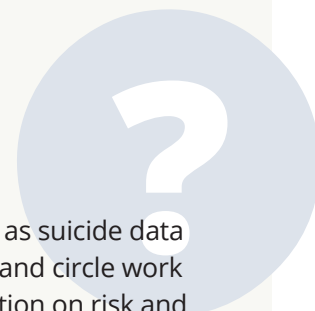 ?
as suicide data
and circle work
tion on risk and